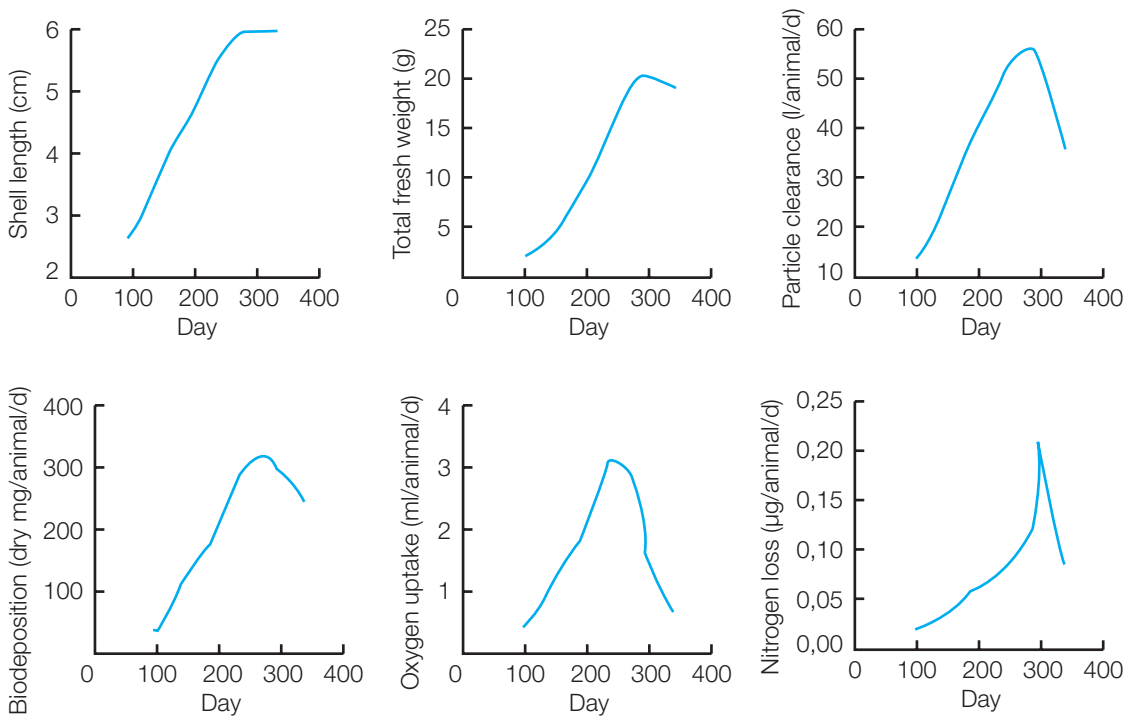 Shell length (cm)
6
5
4
3
2
0 100 200 300 400
Day
Total fresh weight (g)
25
20
15
10
5
0 100 200 300 400
Day
Particle clearance (l/animal/d)
60
50
40
30
20
10
0 100 200 300 400
Day
Biodeposition (dry mg/animal/d)
400
300
200
100
0 100 200 300 400
Day
Oxygen uptake (ml/animal/d)
4
3
2
1
0 100 200 300 400
Day
Nitrogen loss (µg/animal/d)
0,25
0,20
0,15
0,10
0,05
0,00
0 100 200 300 400
Day